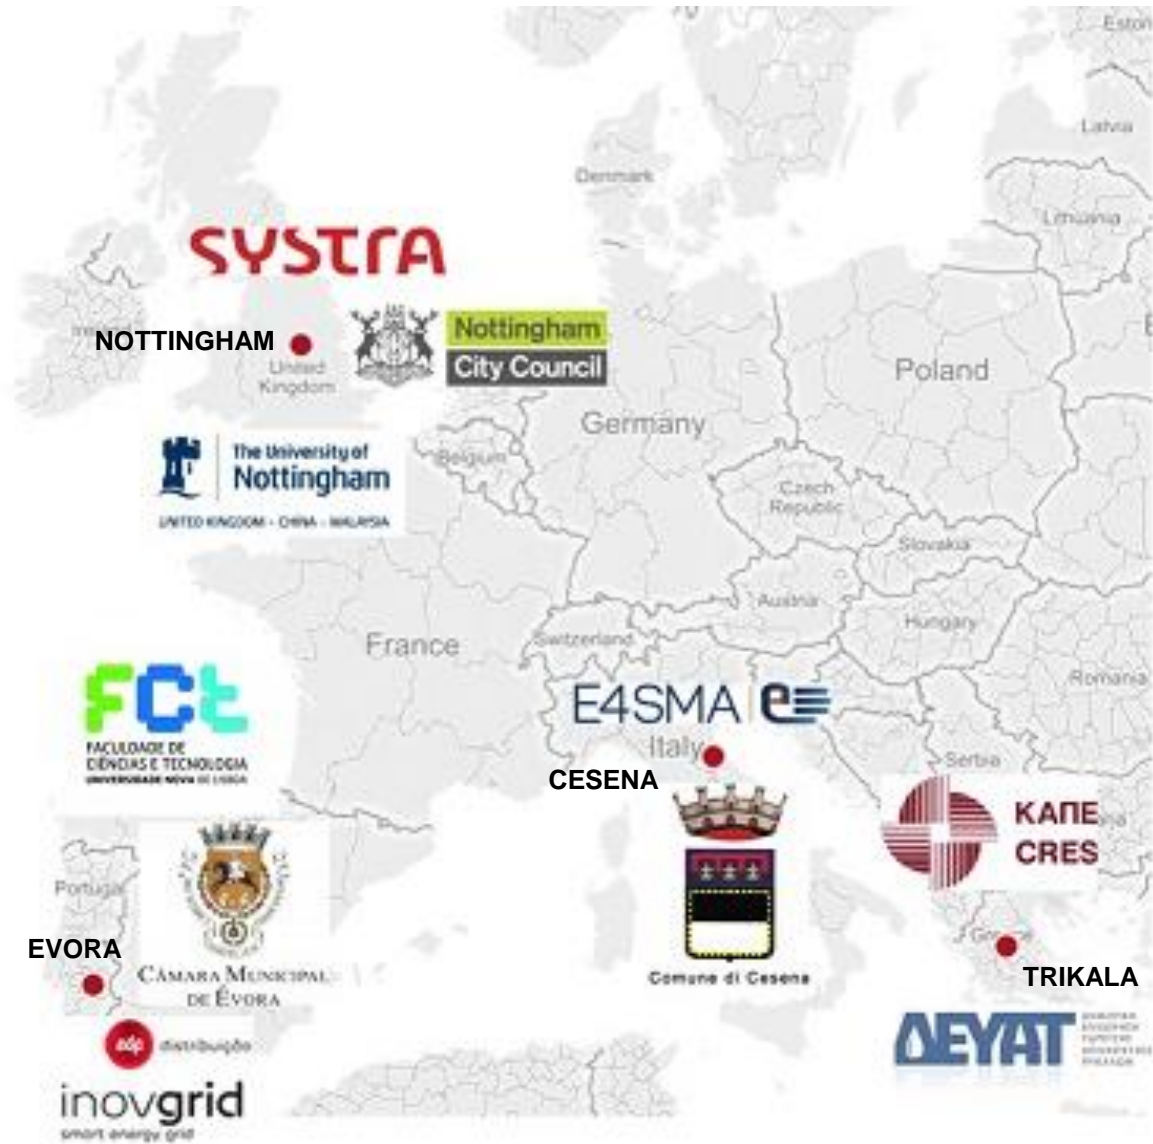 Eston
Latvia
Denmark
Lithuania
SYSTRA
NOTTINGHAM
Nottingham
City Council
United
Kingdom
Poland
Germany
The University of
Nottingham
UNITED KINGDOM - CHINA - MALAYSIA
Belgium
Czech
Republic
Slovakia
Austria
Hungary
France
Switzerland
Romania
FCt
FACULDADE DE
CIÊNCIAS E TECNOLOGIA
UNIVERSIDADE NOVA DE LISBOA
E4SMA e
Italy
CESENA
Serbia
ΚΑΠΕ
CRES
Portugal
EVORA
CÂMARA MUNICIPAL
DE ÉVORA
Comune di Cesena
Greece
TRIKALA
edp distribuição
ΔΕΥΑΤ
inovgrid
smart energy grid